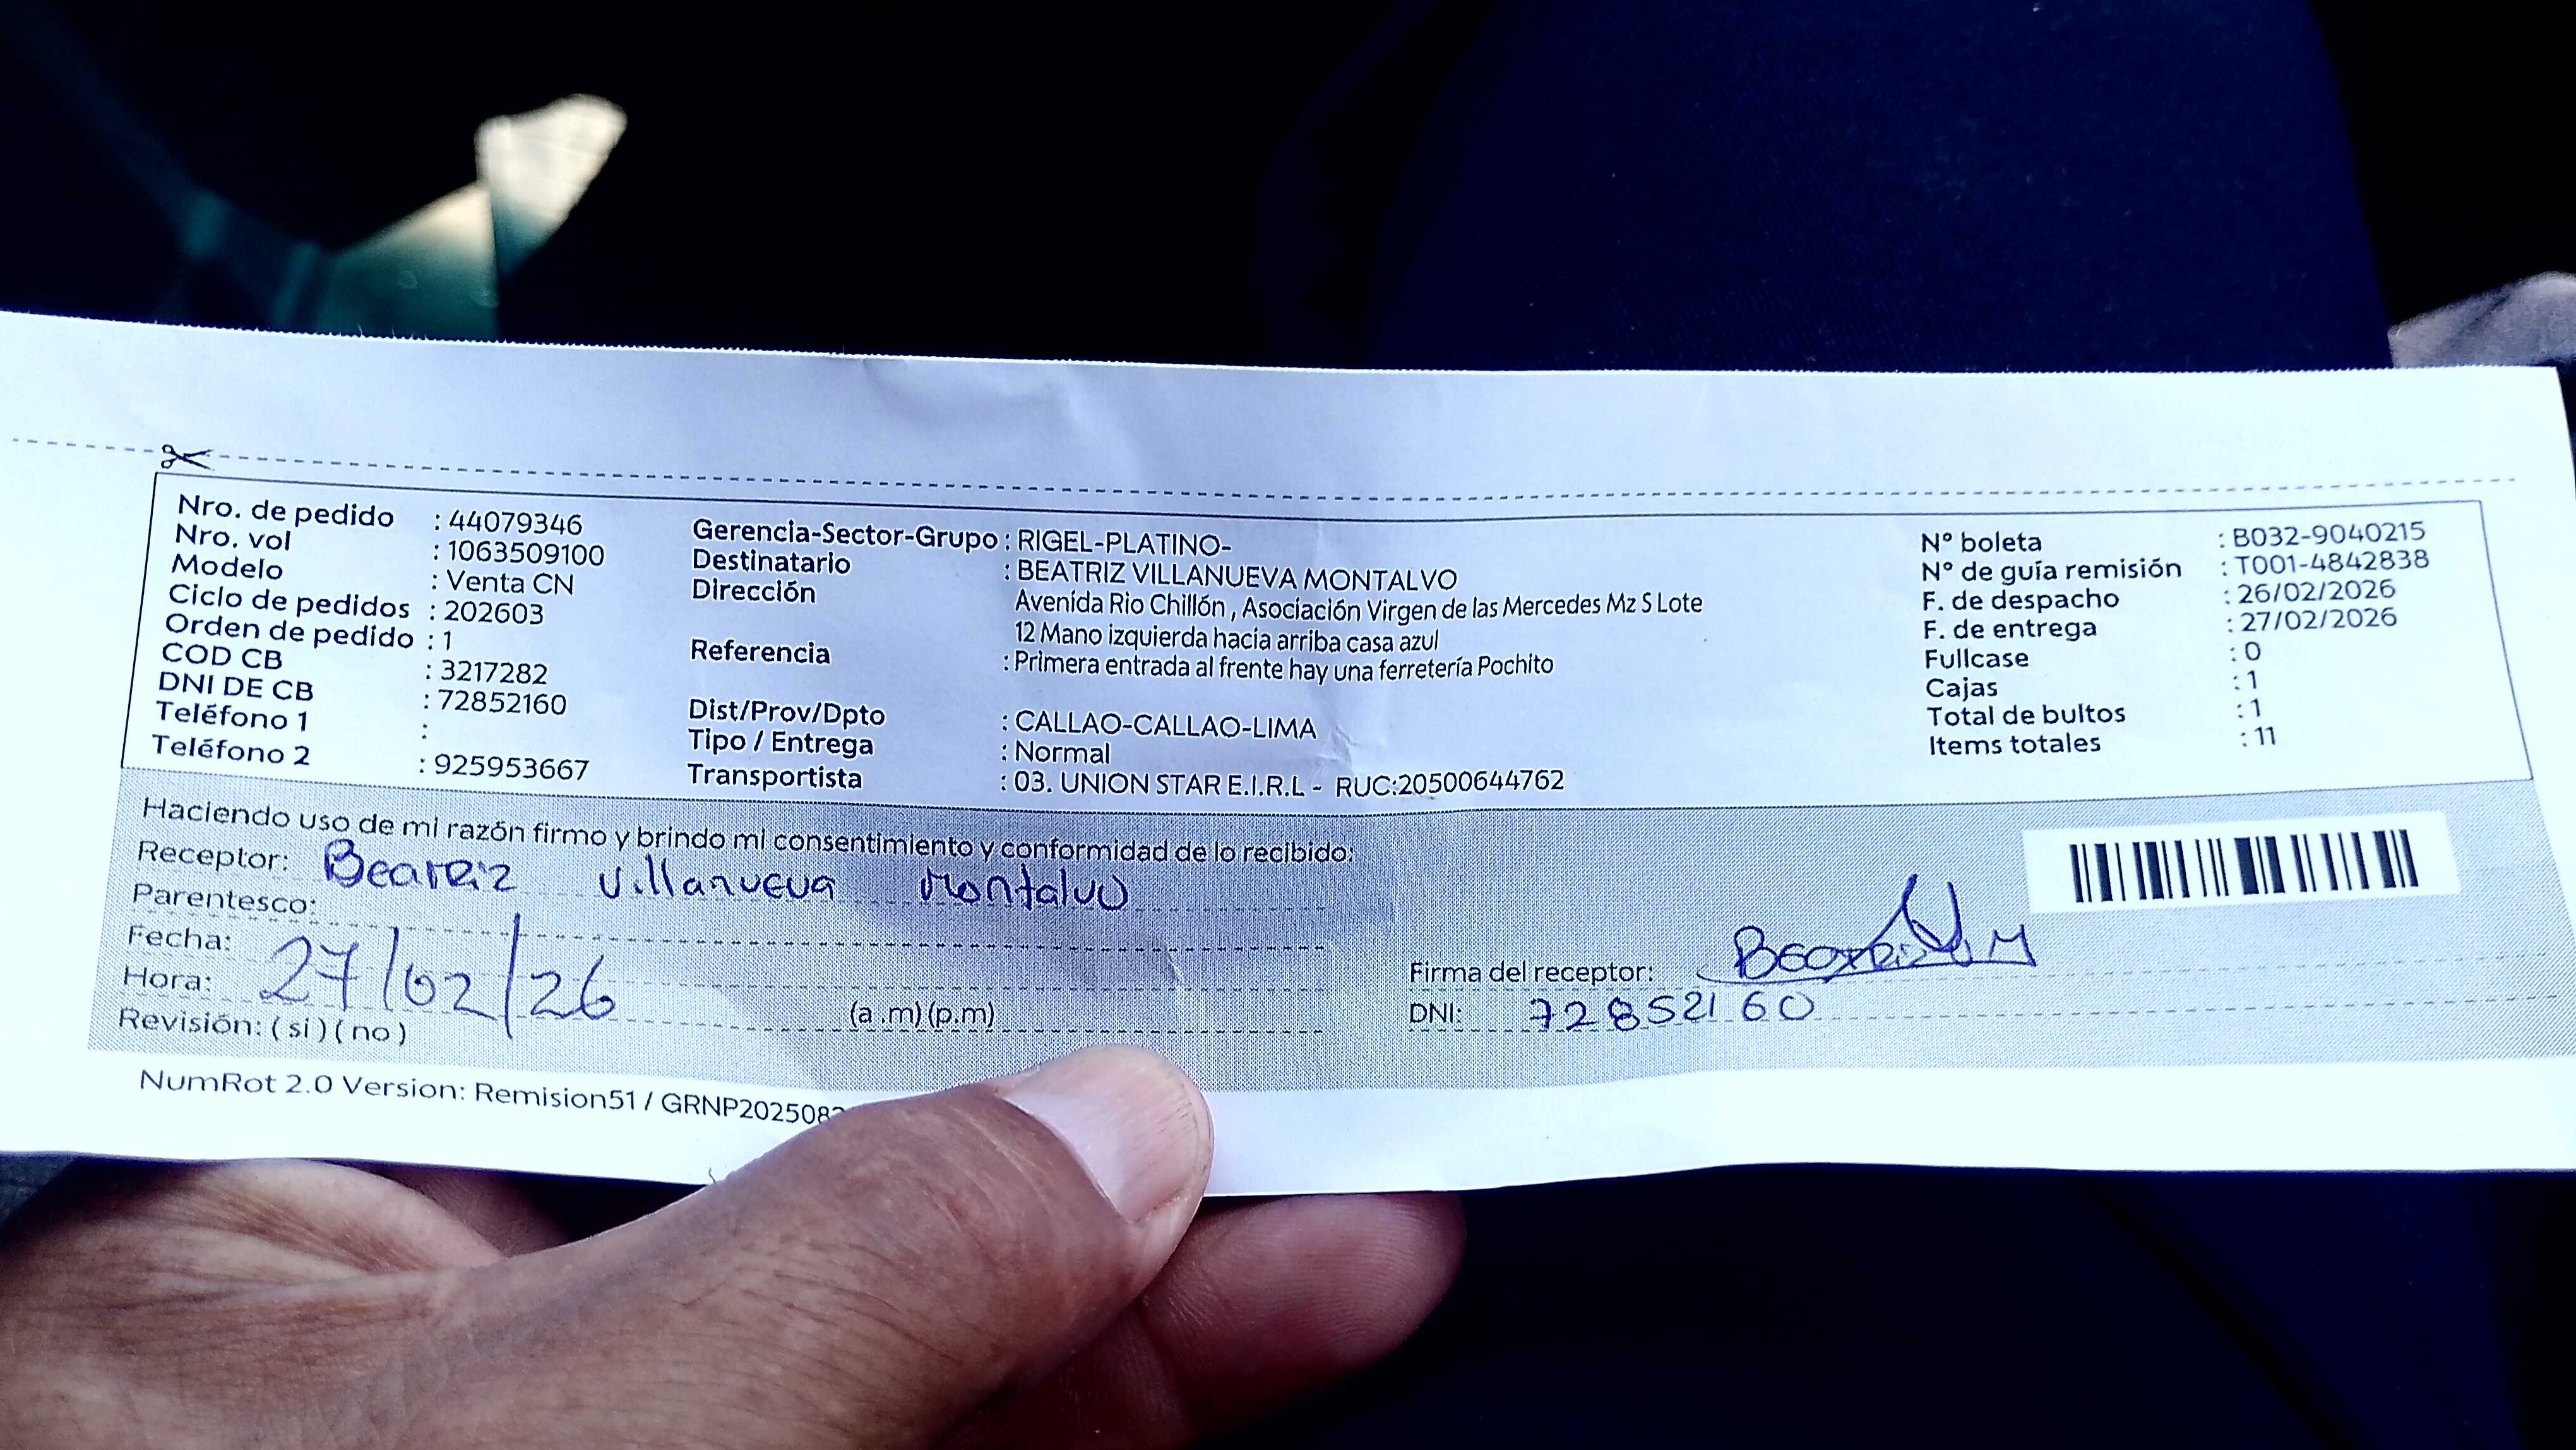 Nro. de pedido : 44079346
Nro. vol : 1063509100
Modelo : Venta CN
Ciclo de pedidos : 202603
Orden de pedido : 1
COD CB : 3217282
DNI DE CB : 72852160
Teléfono 1 :
Teléfono 2 : 925953667
Gerencia-Sector-Grupo : RIGEL-PLATINO-
Destinatario : BEATRIZ VILLANUEVA MONTALVO
Dirección Avenida Rio Chillón , Asociación Virgen de las Mercedes Mz S Lote
12 Mano izquierda hacia arriba casa azul
Referencia : Primera entrada al frente hay una ferretería Pochito
Dist/Prov/Dpto : CALLAO-CALLAO-LIMA
Tipo / Entrega : Normal
Transportista : 03. UNION STAR E.I.R.L - RUC:20500644762
N° boleta : B032-9040215
N° de guía remisión : T001-4842838
F. de despacho : 26/02/2026
F. de entrega : 27/02/2026
Fullcase : 0
Cajas : 1
Total de bultos : 1
Items totales : 11
Haciendo uso de mi razón firmo y brindo mi consentimiento y conformidad de lo recibido:
Receptor: Beatriz Villanueva Montalvo
Parentesco:
Fecha: 27/02/26
Hora: (a .m) (p.m)
Revisión: ( si ) ( no )
Firma del receptor: Beatriz V. M
DNI: 72852160
NumRot 2.0 Version: Remision51 / GRNP202508